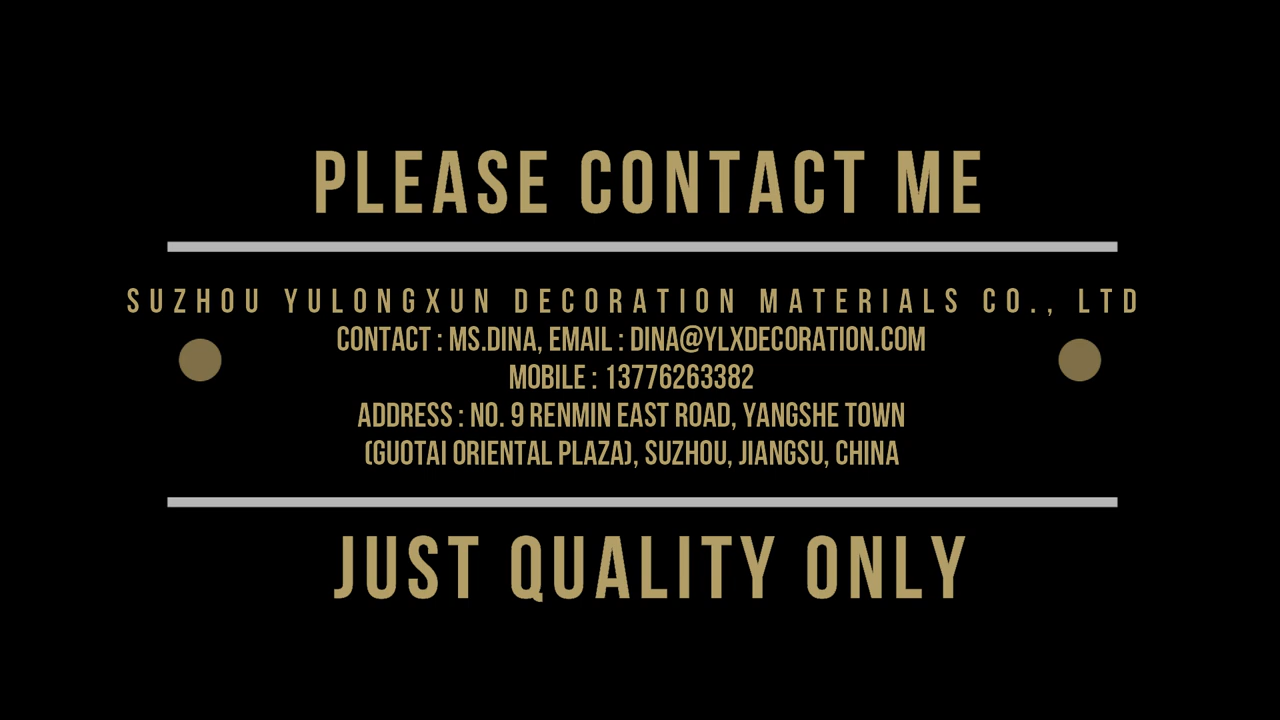 PLEASE CONTACT ME
SUZHOU YULONGXUN DECORATION MATERIALS CO., LTD
CONTACT : MS.DINA, EMAIL : DINA@YLXDECORATION.COM
MOBILE : 13776263382
ADDRESS : NO. 9 RENMIN EAST ROAD, YANGSHE TOWN
(GUOTAI ORIENTAL PLAZA), SUZHOU, JIANGSU, CHINA
JUST QUALITY ONLY